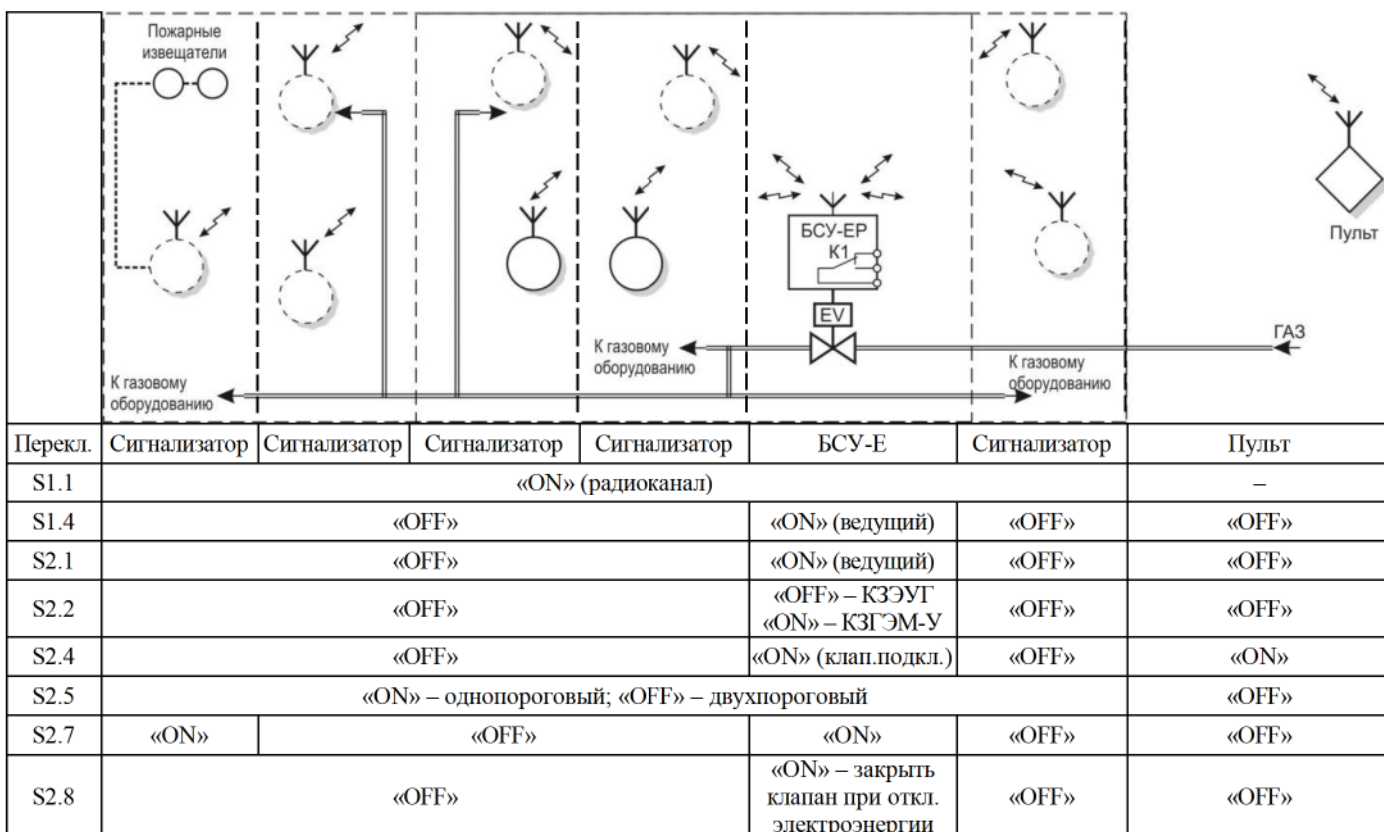 Пожарные
извещатели
БСУ-ЕР
К1
EV
Пульт
ГАЗ
К газовому
оборудованию
К газовому
оборудованию
К газовому
оборудованию
Перекл. Сигнализатор Сигнализатор Сигнализатор Сигнализатор БСУ-Е Сигнализатор Пульт
S1.1 «ON» (радиоканал) –
S1.4 «OFF» «ON» (ведущий) «OFF» «OFF»
S2.1 «OFF» «ON» (ведущий) «OFF» «OFF»
S2.2 «OFF» «OFF» – КЗЭУГ
«ON» – КЗГЭМ-У «OFF» «OFF»
S2.4 «OFF» «ON» (клап.подкл.) «OFF» «ON»
S2.5 «ON» – однопороговый; «OFF» – двухпороговый «OFF»
S2.7 «ON» «OFF» «ON» «OFF» «OFF»
S2.8 «OFF» «ON» – закрыть
клапан при откл.
электроэнергии «OFF» «OFF»